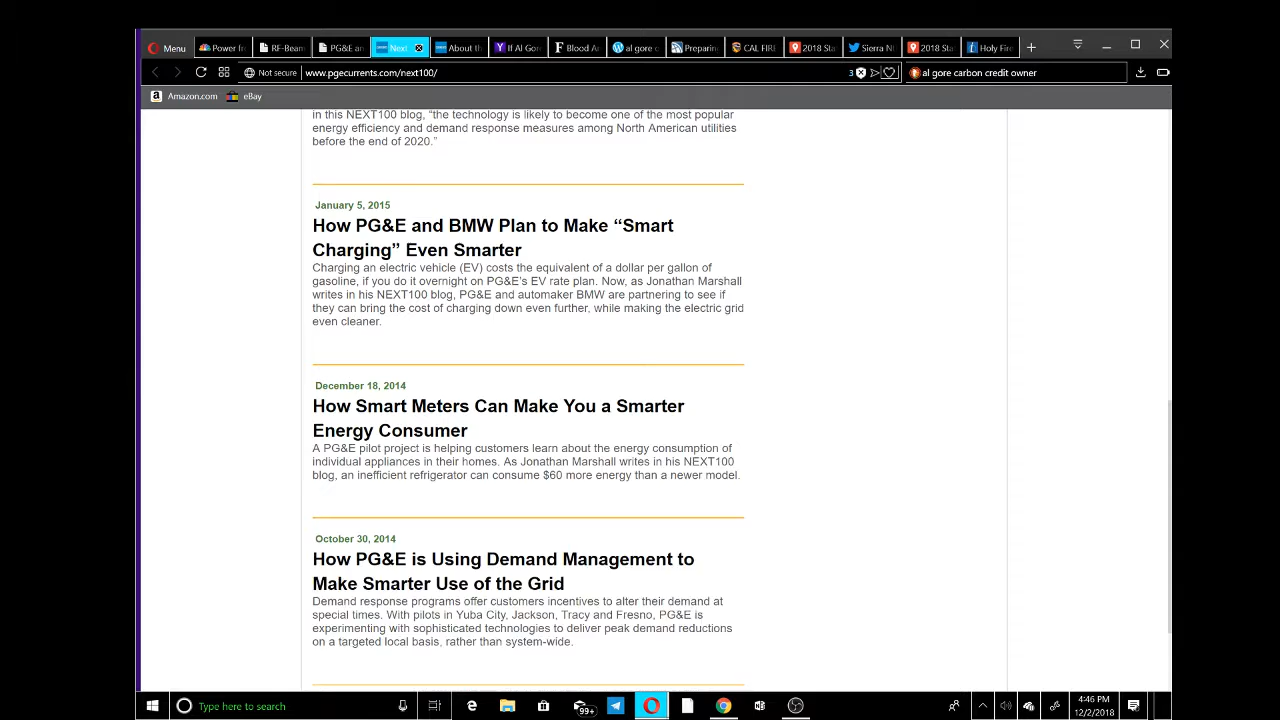 Menu
Power In
RF-Bean
PG&E an
Next
About th
If Al Gor
Blood A
al gore c
Preparin
CAL FIR
2018 Sta
Sierra N
2018 Sta
Holy Fire
Not secure
www.pgecurrents.com/next100/
3
al gore carbon credit owner
Amazon.com
eBay
in this NEXT100 blog, “the technology is likely to become one of the most popular
energy efficiency and demand response measures among North American utilities
before the end of 2020.”
January 5, 2015
How PG&E and BMW Plan to Make “Smart
Charging” Even Smarter
Charging an electric vehicle (EV) costs the equivalent of a dollar per gallon of
gasoline, if you do it overnight on PG&E’s EV rate plan. Now, as Jonathan Marshall
writes in his NEXT100 blog, PG&E and automaker BMW are partnering to see if
they can bring the cost of charging down even further, while making the electric grid
even cleaner.
December 18, 2014
How Smart Meters Can Make You a Smarter
Energy Consumer
A PG&E pilot project is helping customers learn about the energy consumption of
individual appliances in their homes. As Jonathan Marshall writes in his NEXT100
blog, an inefficient refrigerator can consume $60 more energy than a newer model.
October 30, 2014
How PG&E is Using Demand Management to
Make Smarter Use of the Grid
Demand response programs offer customers incentives to alter their demand at
special times. With pilots in Yuba City, Jackson, Tracy and Fresno, PG&E is
experimenting with sophisticated technologies to deliver peak demand reductions
on a targeted local basis, rather than system-wide.
Type here to search
99+
4:46 PM
12/2/2018